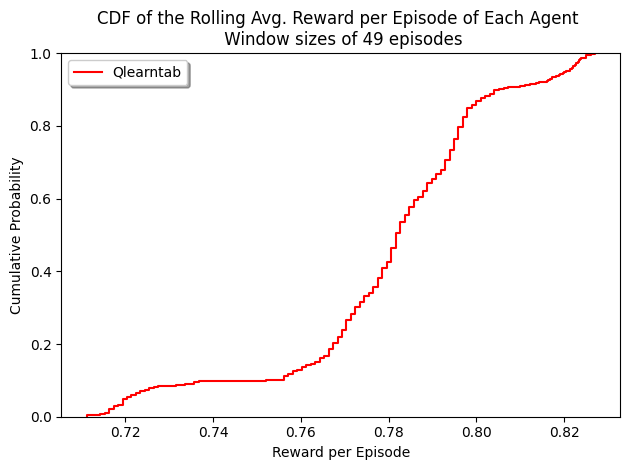 CDF of the Rolling Avg. Reward per Episode of Each Agent
Window sizes of 49 episodes
Qlearntab
1.0
0.8
0.6
0.4
0.2
0.0
Cumulative Probability
0.72 0.74 0.76 0.78 0.80 0.82
Reward per Episode